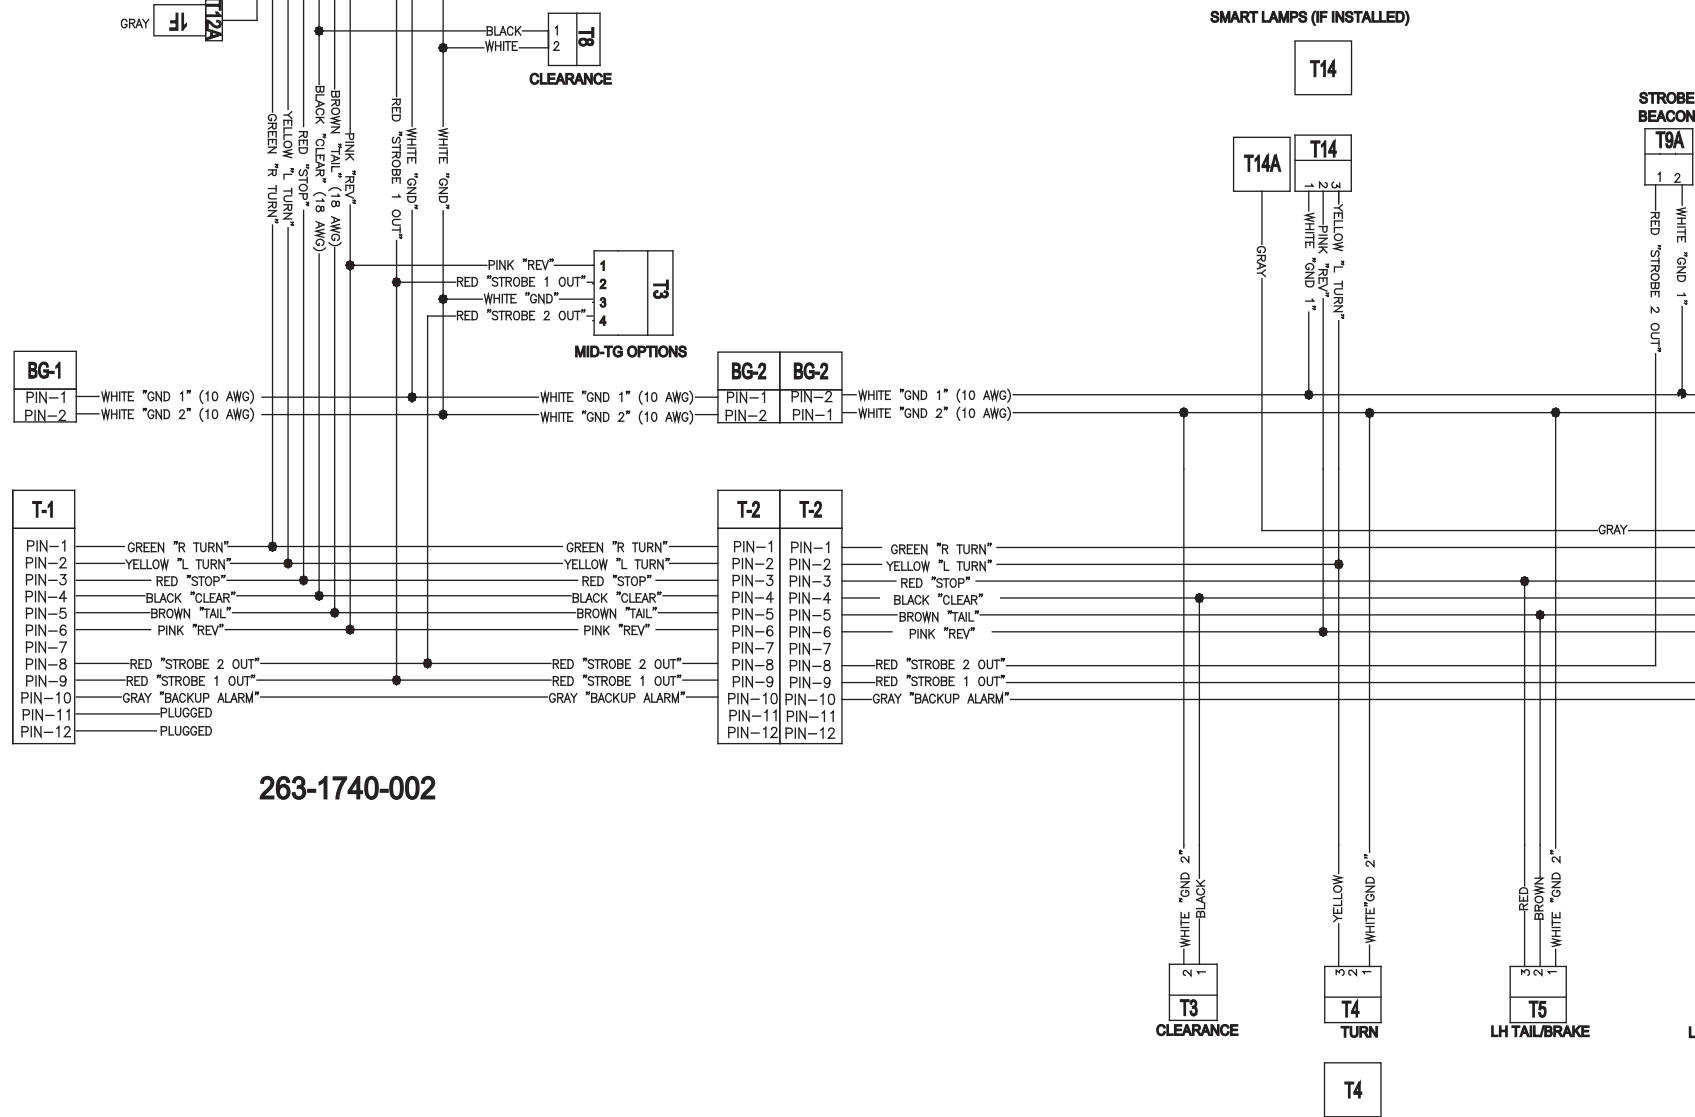 SMART LAMPS (IF INSTALLED)
GRAY
1F
T12A
BLACK
WHITE
1
2
T8
CLEARANCE
T14
STROBE
BEACON
T9A
1 2
T14A
T14
1 2 3
GREEN "R TURN"
YELLOW "L TURN"
RED "STOP"
BLACK "CLEAR" (18 AWG)
BROWN "TAIL" (18 AWG)
PINK "REV"
RED "STROBE 1 OUT"
WHITE "GND"
WHITE "GND"
GRAY
WHITE "GND 1"
PINK "REV"
YELLOW "L TURN"
RED "STROBE 2 OUT"
WHITE "GND 1"
PINK "REV"
RED "STROBE 1 OUT"
WHITE "GND"
RED "STROBE 2 OUT"
1
2
3
4
T3
MID-TG OPTIONS
BG-1
PIN-1
PIN-2
WHITE "GND 1" (10 AWG)
WHITE "GND 2" (10 AWG)
WHITE "GND 1" (10 AWG)
WHITE "GND 2" (10 AWG)
BG-2 BG-2
PIN-1 PIN-2
PIN-2 PIN-1
WHITE "GND 1" (10 AWG)
WHITE "GND 2" (10 AWG)
GRAY
T-1
PIN-1
PIN-2
PIN-3
PIN-4
PIN-5
PIN-6
PIN-7
PIN-8
PIN-9
PIN-10
PIN-11
PIN-12
GREEN "R TURN"
YELLOW "L TURN"
RED "STOP"
BLACK "CLEAR"
BROWN "TAIL"
PINK "REV"
RED "STROBE 2 OUT"
RED "STROBE 1 OUT"
GRAY "BACKUP ALARM"
PLUGGED
PLUGGED
GREEN "R TURN"
YELLOW "L TURN"
RED "STOP"
BLACK "CLEAR"
BROWN "TAIL"
PINK "REV"
RED "STROBE 2 OUT"
RED "STROBE 1 OUT"
GRAY "BACKUP ALARM"
T-2 T-2
PIN-1 PIN-1
PIN-2 PIN-2
PIN-3 PIN-3
PIN-4 PIN-4
PIN-5 PIN-5
PIN-6 PIN-6
PIN-7 PIN-7
PIN-8 PIN-8
PIN-9 PIN-9
PIN-10 PIN-10
PIN-11 PIN-11
PIN-12 PIN-12
GREEN "R TURN"
YELLOW "L TURN"
RED "STOP"
BLACK "CLEAR"
BROWN "TAIL"
PINK "REV"
RED "STROBE 2 OUT"
RED "STROBE 1 OUT"
GRAY "BACKUP ALARM"
263-1740-002
WHITE "GND 2"
BLACK
2 1
T3
CLEARANCE
YELLOW
WHITE"GND 2"
3 2 1
T4
TURN
RED
BROWN
WHITE "GND 2"
3 2 1
T5
LH TAIL/BRAKE
L
T4